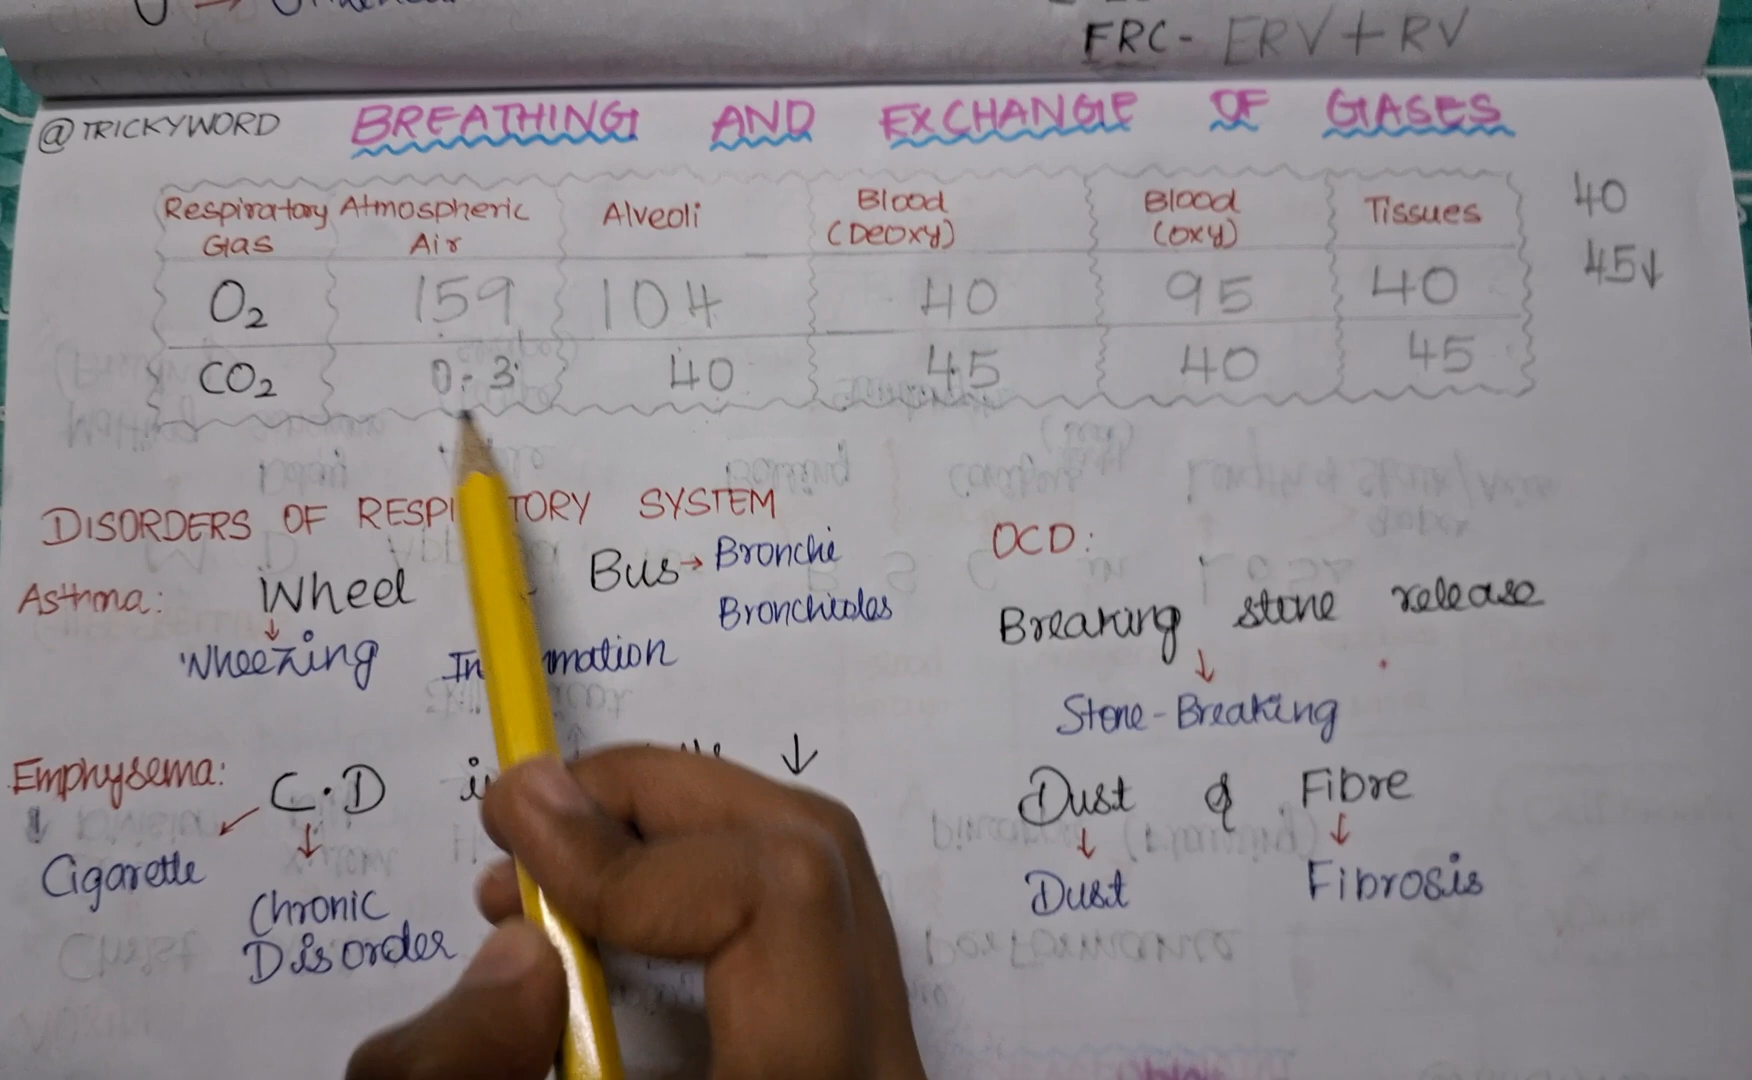 FRC - ERV + RV
@TRICKYWORD BREATHING AND EXCHANGE OF GASES
Respiratory Gas Atmospheric Air Alveoli Blood (Deoxy) Blood (Oxy) Tissues
O2 159 104 40 95 40
CO2 0.3 40 45 40 45
40
45↓
DISORDERS OF RESPI TORY SYSTEM
Asthma: Wheel Bus → Bronchi
Bronchioles
Wheezing In mation
Emphysema: C.D ↓
Cigarette
Chronic
Disorder
OCD:
Breaking stone release
Stone-Breaking
Dust & Fibre
Dust Fibrosis